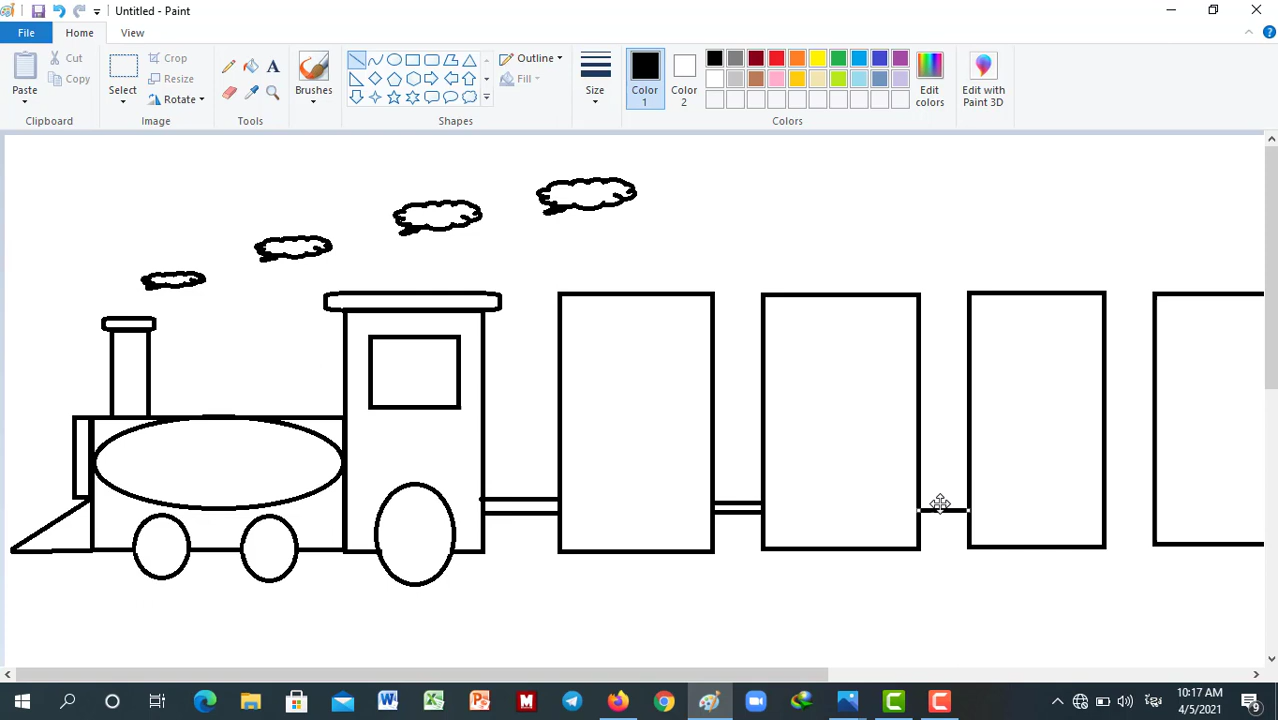 Untitled - Paint
File Home View
Paste
Cut
Copy
Clipboard
Select
Crop
Resize
Rotate
Image
Tools
Brushes
Outline
Fill
Shapes
Size
Color 1
Color 2
Colors
Edit colors
Edit with Paint 3D
10:17 AM
4/5/2021
9